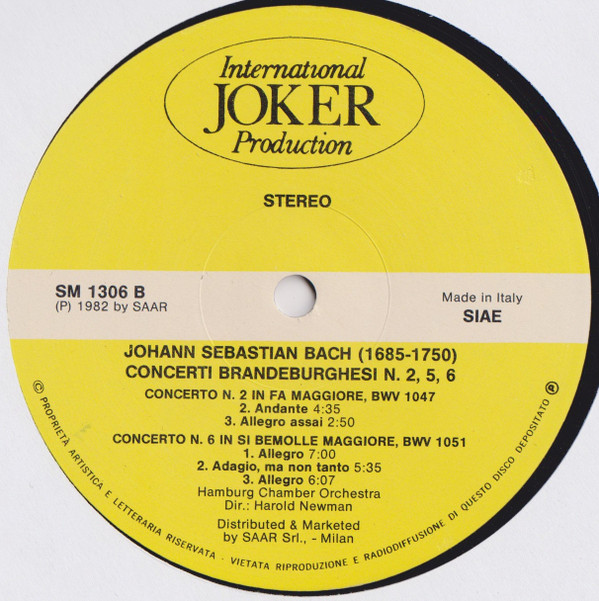 International
JOKER
Production
STEREO
SM 1306 B
(P) 1982 by SAAR
Made in Italy
SIAE
JOHANN SEBASTIAN BACH (1685-1750)
CONCERTI BRANDEBURGHESI N. 2, 5, 6
CONCERTO N. 2 IN FA MAGGIORE, BWV 1047
2. Andante 4:35
3. Allegro assai 2:50
CONCERTO N. 6 IN SI BEMOLLE MAGGIORE, BWV 1051
1. Allegro 7:00
2. Adagio, ma non tanto 5:35
3. Allegro 6:07
Hamburg Chamber Orchestra
Dir.: Harold Newman
Distributed & Marketed
by SAAR Srl., - Milan
© PROPRIETÀ ARTISTICA E LETTERARIA RISERVATA - VIETATA RIPRODUZIONE E RADIODIFFUSIONE DI QUESTO DISCO DEPOSITATO ℗